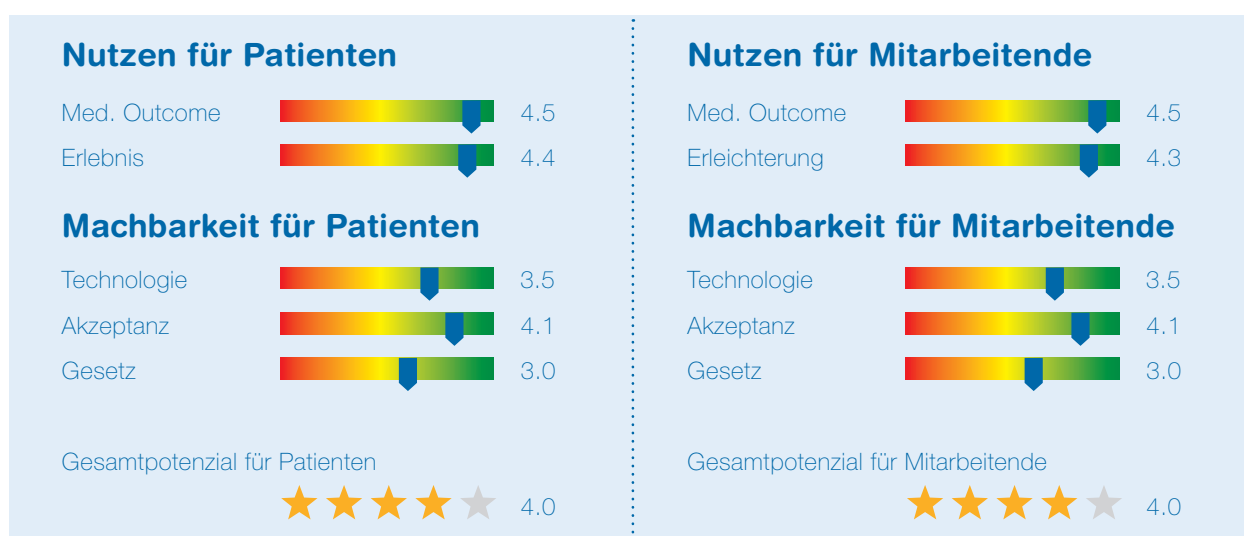 Nutzen für Patienten
Med. Outcome 4.5
Erlebnis 4.4
Machbarkeit für Patienten
Technologie 3.5
Akzeptanz 4.1
Gesetz 3.0
Gesamtpotenzial für Patienten
4.0
Nutzen für Mitarbeitende
Med. Outcome 4.5
Erleichterung 4.3
Machbarkeit für Mitarbeitende
Technologie 3.5
Akzeptanz 4.1
Gesetz 3.0
Gesamtpotenzial für Mitarbeitende
4.0